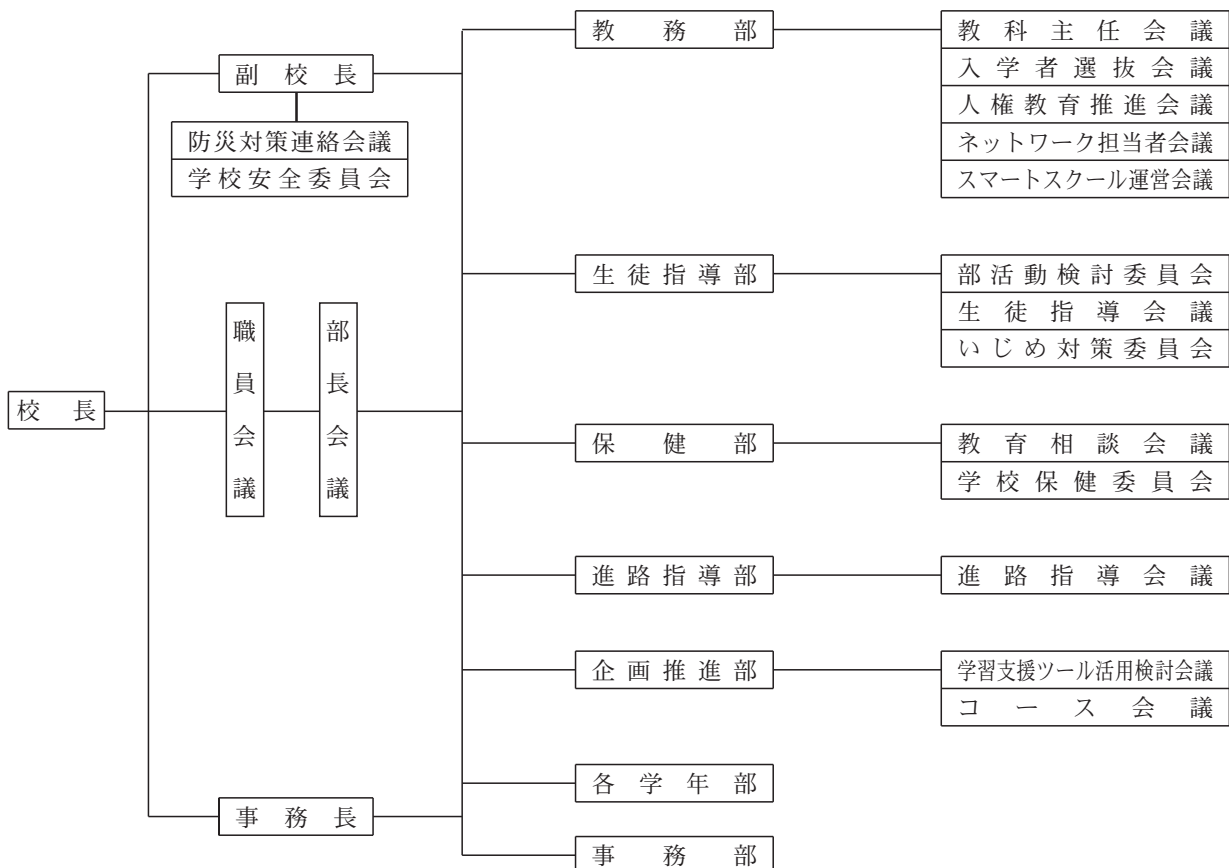 教務部
教科主任会議
入学者選抜会議
人権教育推進会議
ネットワーク担当者会議
スマートスクール運営会議
副校長
防災対策連絡会議
学校安全委員会
生徒指導部
部活動検討委員会
生徒指導会議
いじめ対策委員会
校長
職員会議
部長会議
保健部
教育相談会議
学校保健委員会
進路指導部
進路指導会議
企画推進部
学習支援ツール活用検討会議
コース会議
各学年部
事務長
事務部